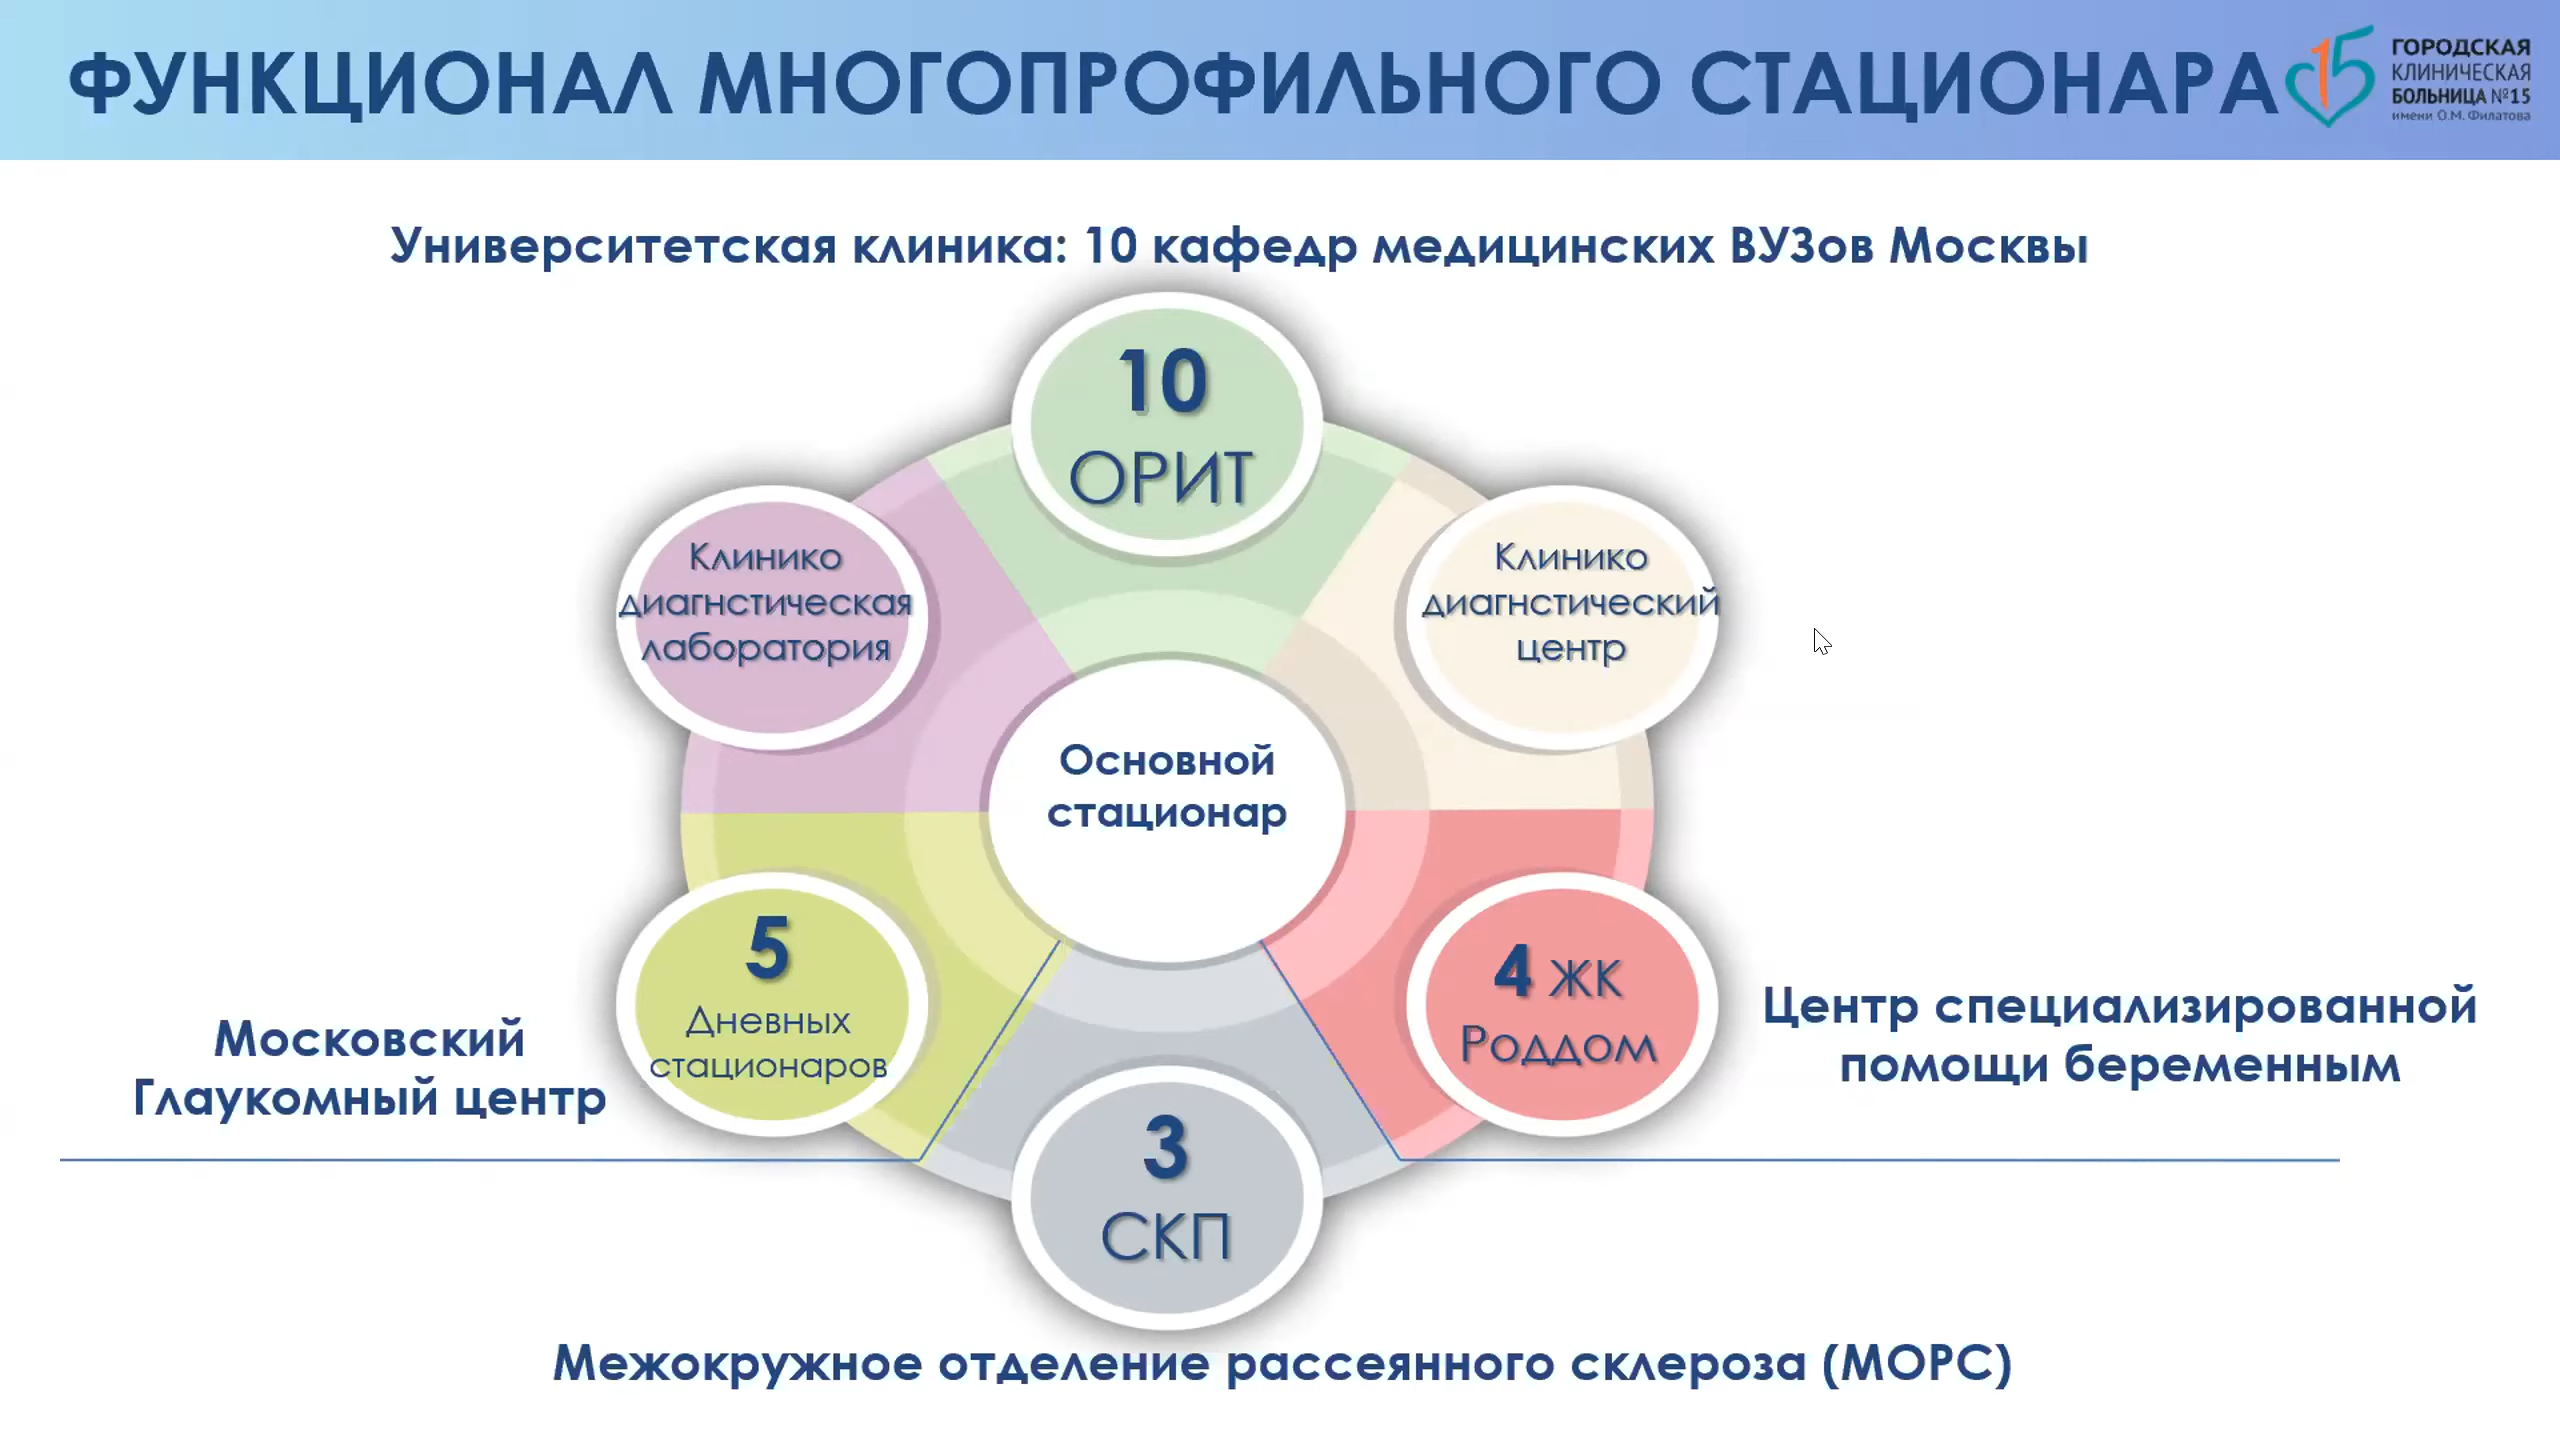 ФУНКЦИОНАЛ МНОГОПРОФИЛЬНОГО СТАЦИОНАРА
15
ГОРОДСКАЯ
КЛИНИЧЕСКАЯ
БОЛЬНИЦА №15
имени О.М. Филатова
Университетская клиника: 10 кафедр медицинских ВУЗов Москвы
10
ОРИТ
Клинико
диагнстическая
лаборатория
Клинико
диагнстический
центр
Основной
стационар
5
Дневных
стационаров
4 ЖК
Роддом
Московский
Глаукомный центр
Центр специализированной
помощи беременным
3
СКП
Межокружное отделение рассеянного склероза (МОРС)